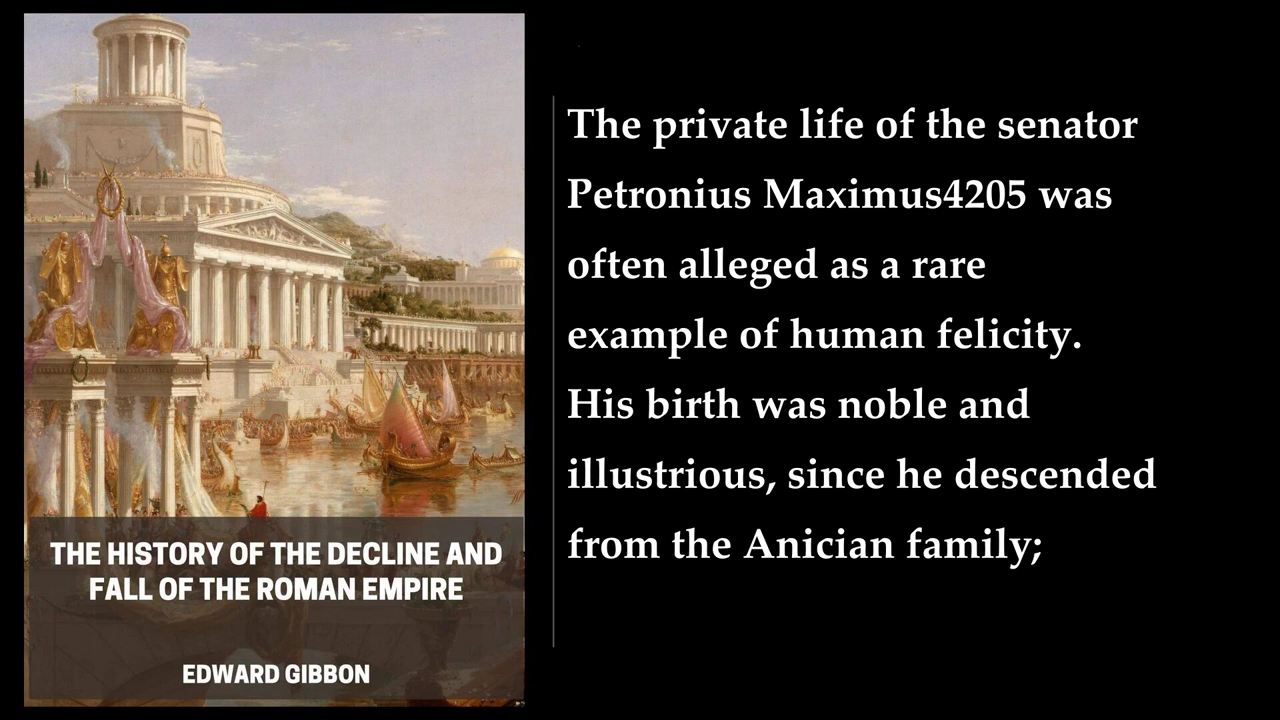 THE HISTORY OF THE DECLINE AND
FALL OF THE ROMAN EMPIRE
EDWARD GIBBON
The private life of the senator
Petronius Maximus4205 was
often alleged as a rare
example of human felicity.
His birth was noble and
illustrious, since he descended
from the Anician family;